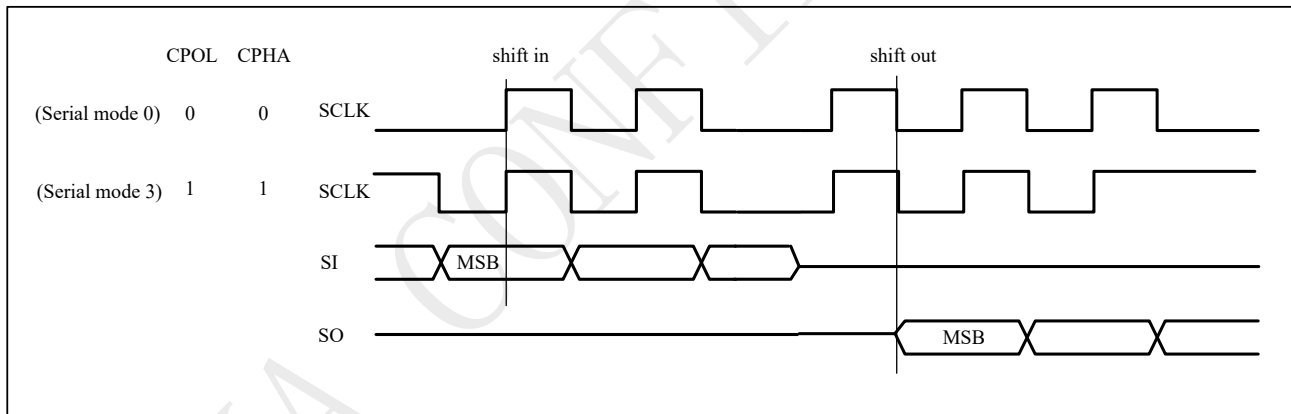 CPOL CPHA shift in shift out
(Serial mode 0) 0 0 SCLK
(Serial mode 3) 1 1 SCLK
SI MSB
SO MSB